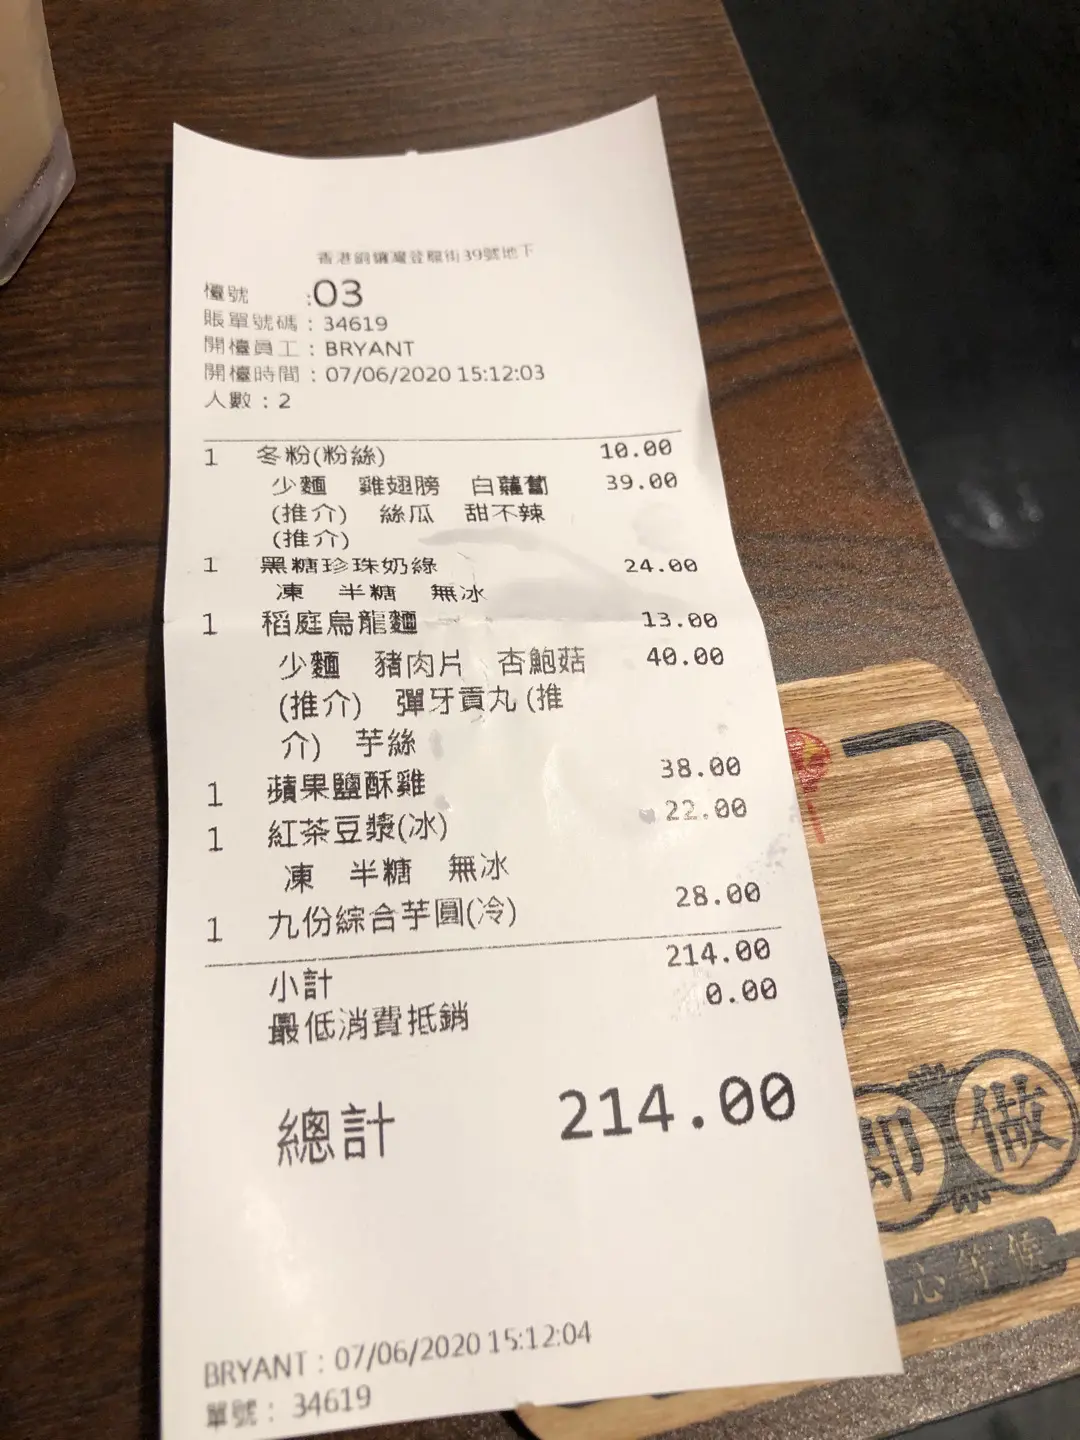 香港銅鑼灣登龍街39號地下
檯號 :03
賬單號碼：34619
開檯員工：BRYANT
開檯時間：07/06/2020 15:12:03
人數：2
1 冬粉(粉絲) 10.00
少麵 雞翅膀 白蘿蔔 39.00
(推介) 絲瓜 甜不辣
(推介)
1 黑糖珍珠奶綠 24.00
凍 半糖 無冰
1 稻庭烏龍麵 13.00
少麵 豬肉片 杏鮑菇 40.00
(推介) 彈牙貢丸(推
介) 芋絲
1 蘋果鹽酥雞 38.00
1 紅茶豆漿(冰) 22.00
凍 半糖 無冰
1 九份綜合芋圓(冷) 28.00
小計 214.00
最低消費抵銷 0.00
總計 214.00
BRYANT：07/06/2020 15:12:04
單號：34619
即做
心等候